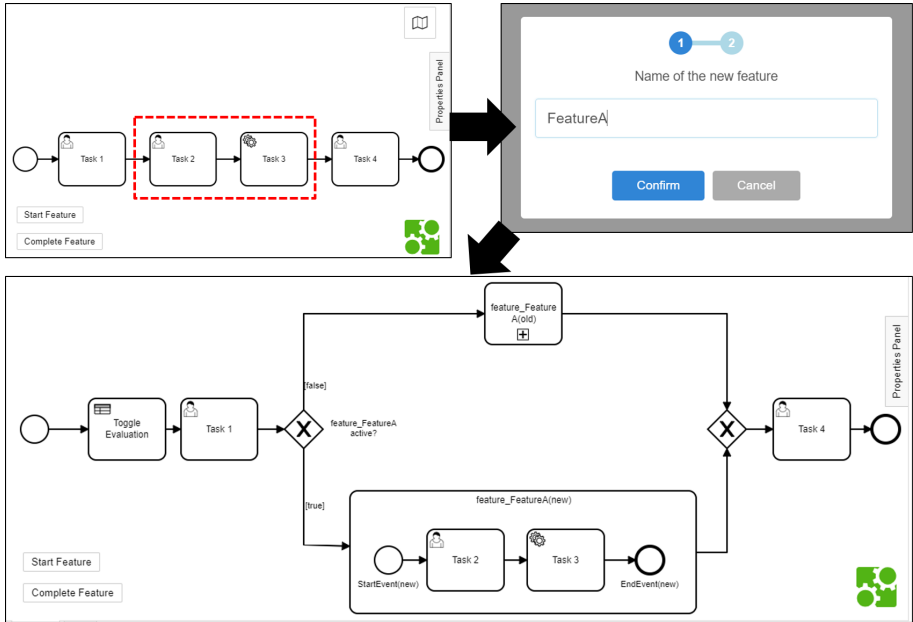 Properties Panel
Task 1
Task 2
Task 3
Task 4
Start Feature
Complete Feature
1
2
Name of the new feature
FeatureA
Confirm
Cancel
feature_Feature
A(old)
Properties Panel
[false]
Toggle
Evaluation
Task 1
X
feature_FeatureA
active?
X
Task 4
[true]
feature_FeatureA(new)
Task 2
Task 3
StartEvent(new)
EndEvent(new)
Start Feature
Complete Feature